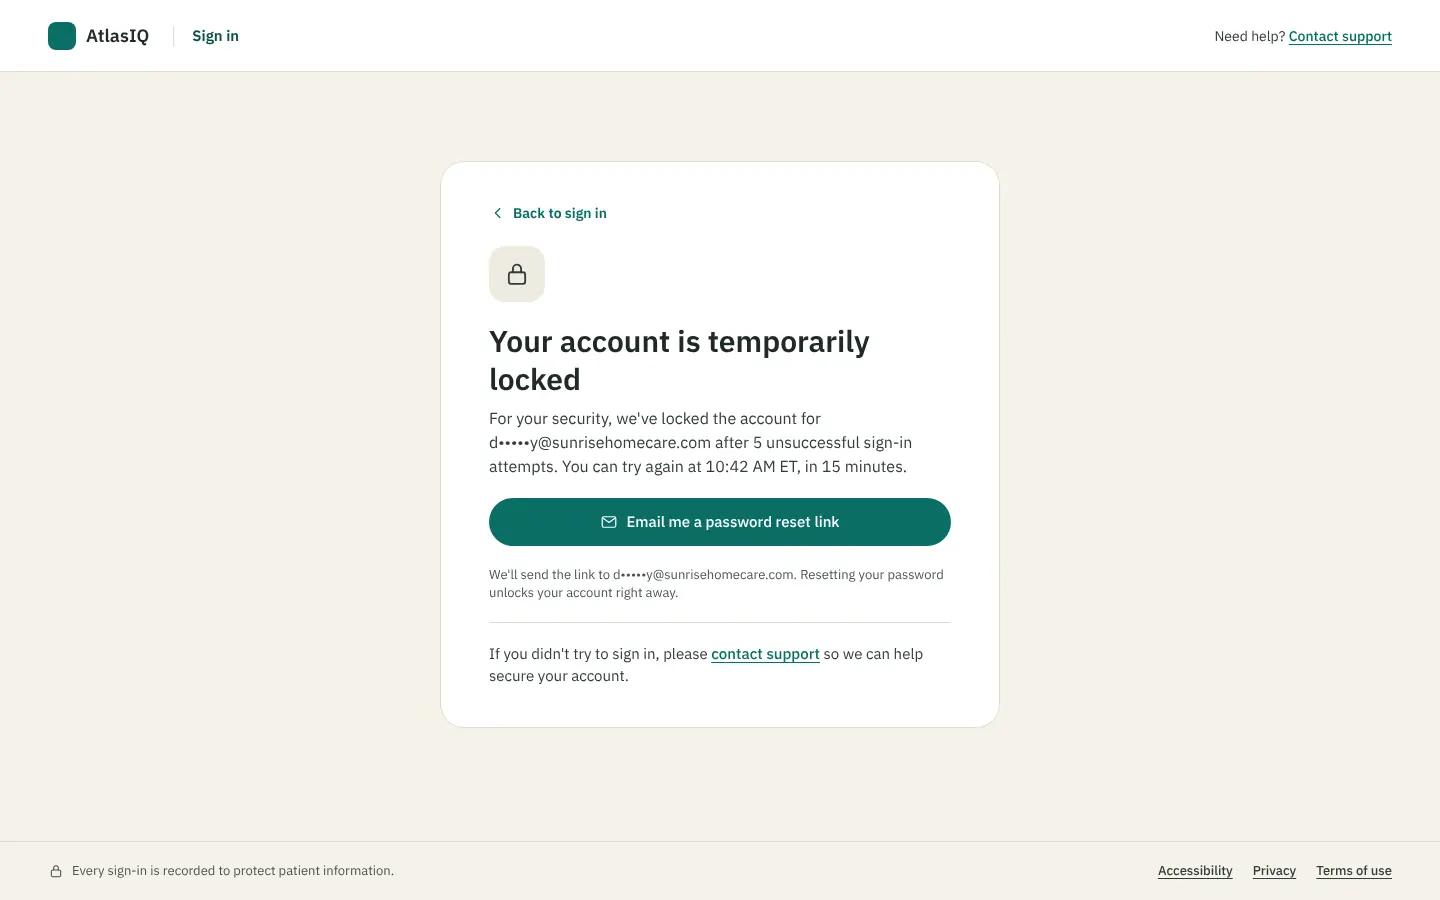 AtlasIQ
Sign in
Need help? Contact support
Back to sign in
Your account is temporarily
locked
For your security, we've locked the account for
d•••••y@sunrisehomecare.com after 5 unsuccessful sign-in
attempts. You can try again at 10:42 AM ET, in 15 minutes.
Email me a password reset link
We'll send the link to d•••••y@sunrisehomecare.com. Resetting your password
unlocks your account right away.
If you didn't try to sign in, please contact support so we can help
secure your account.
Every sign-in is recorded to protect patient information.
Accessibility
Privacy
Terms of use